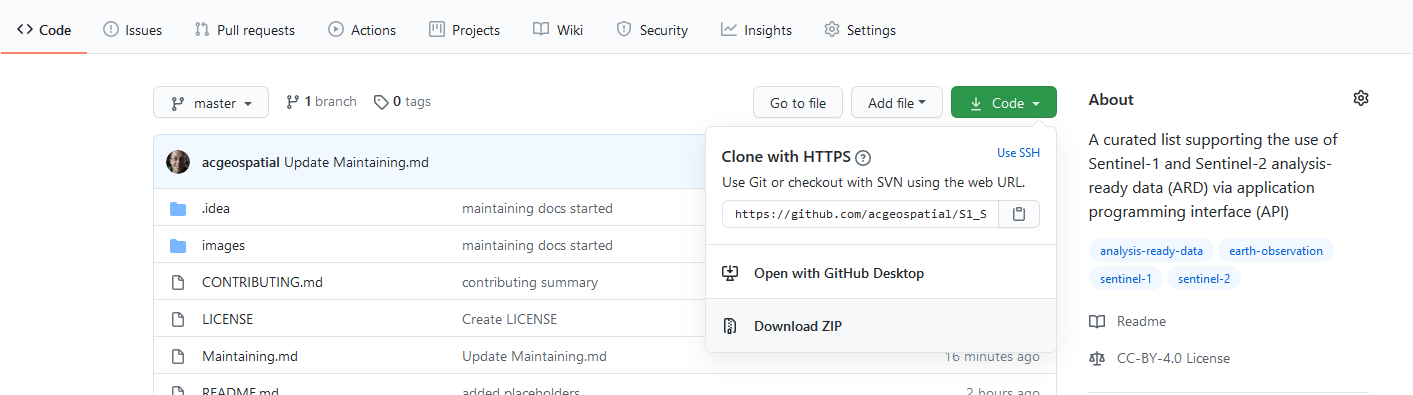 Code Issues Pull requests Actions Projects Wiki Security Insights Settings
master 1 branch 0 tags Go to file Add file Code
acgeospatial Update Maintaining.md
.idea maintaining docs started
images maintaining docs started
CONTRIBUTING.md contributing summary
LICENSE Create LICENSE
Maintaining.md Update Maintaining.md 16 minutes ago
README.md added placeholders 2 hours ago
Clone with HTTPS ? Use SSH
Use Git or checkout with SVN using the web URL.
https://github.com/acgeospatial/S1_S
Open with GitHub Desktop
Download ZIP
About
A curated list supporting the use of
Sentinel-1 and Sentinel-2 analysis-
ready data (ARD) via application
programming interface (API)
analysis-ready-data earth-observation
sentinel-1 sentinel-2
Readme
CC-BY-4.0 License